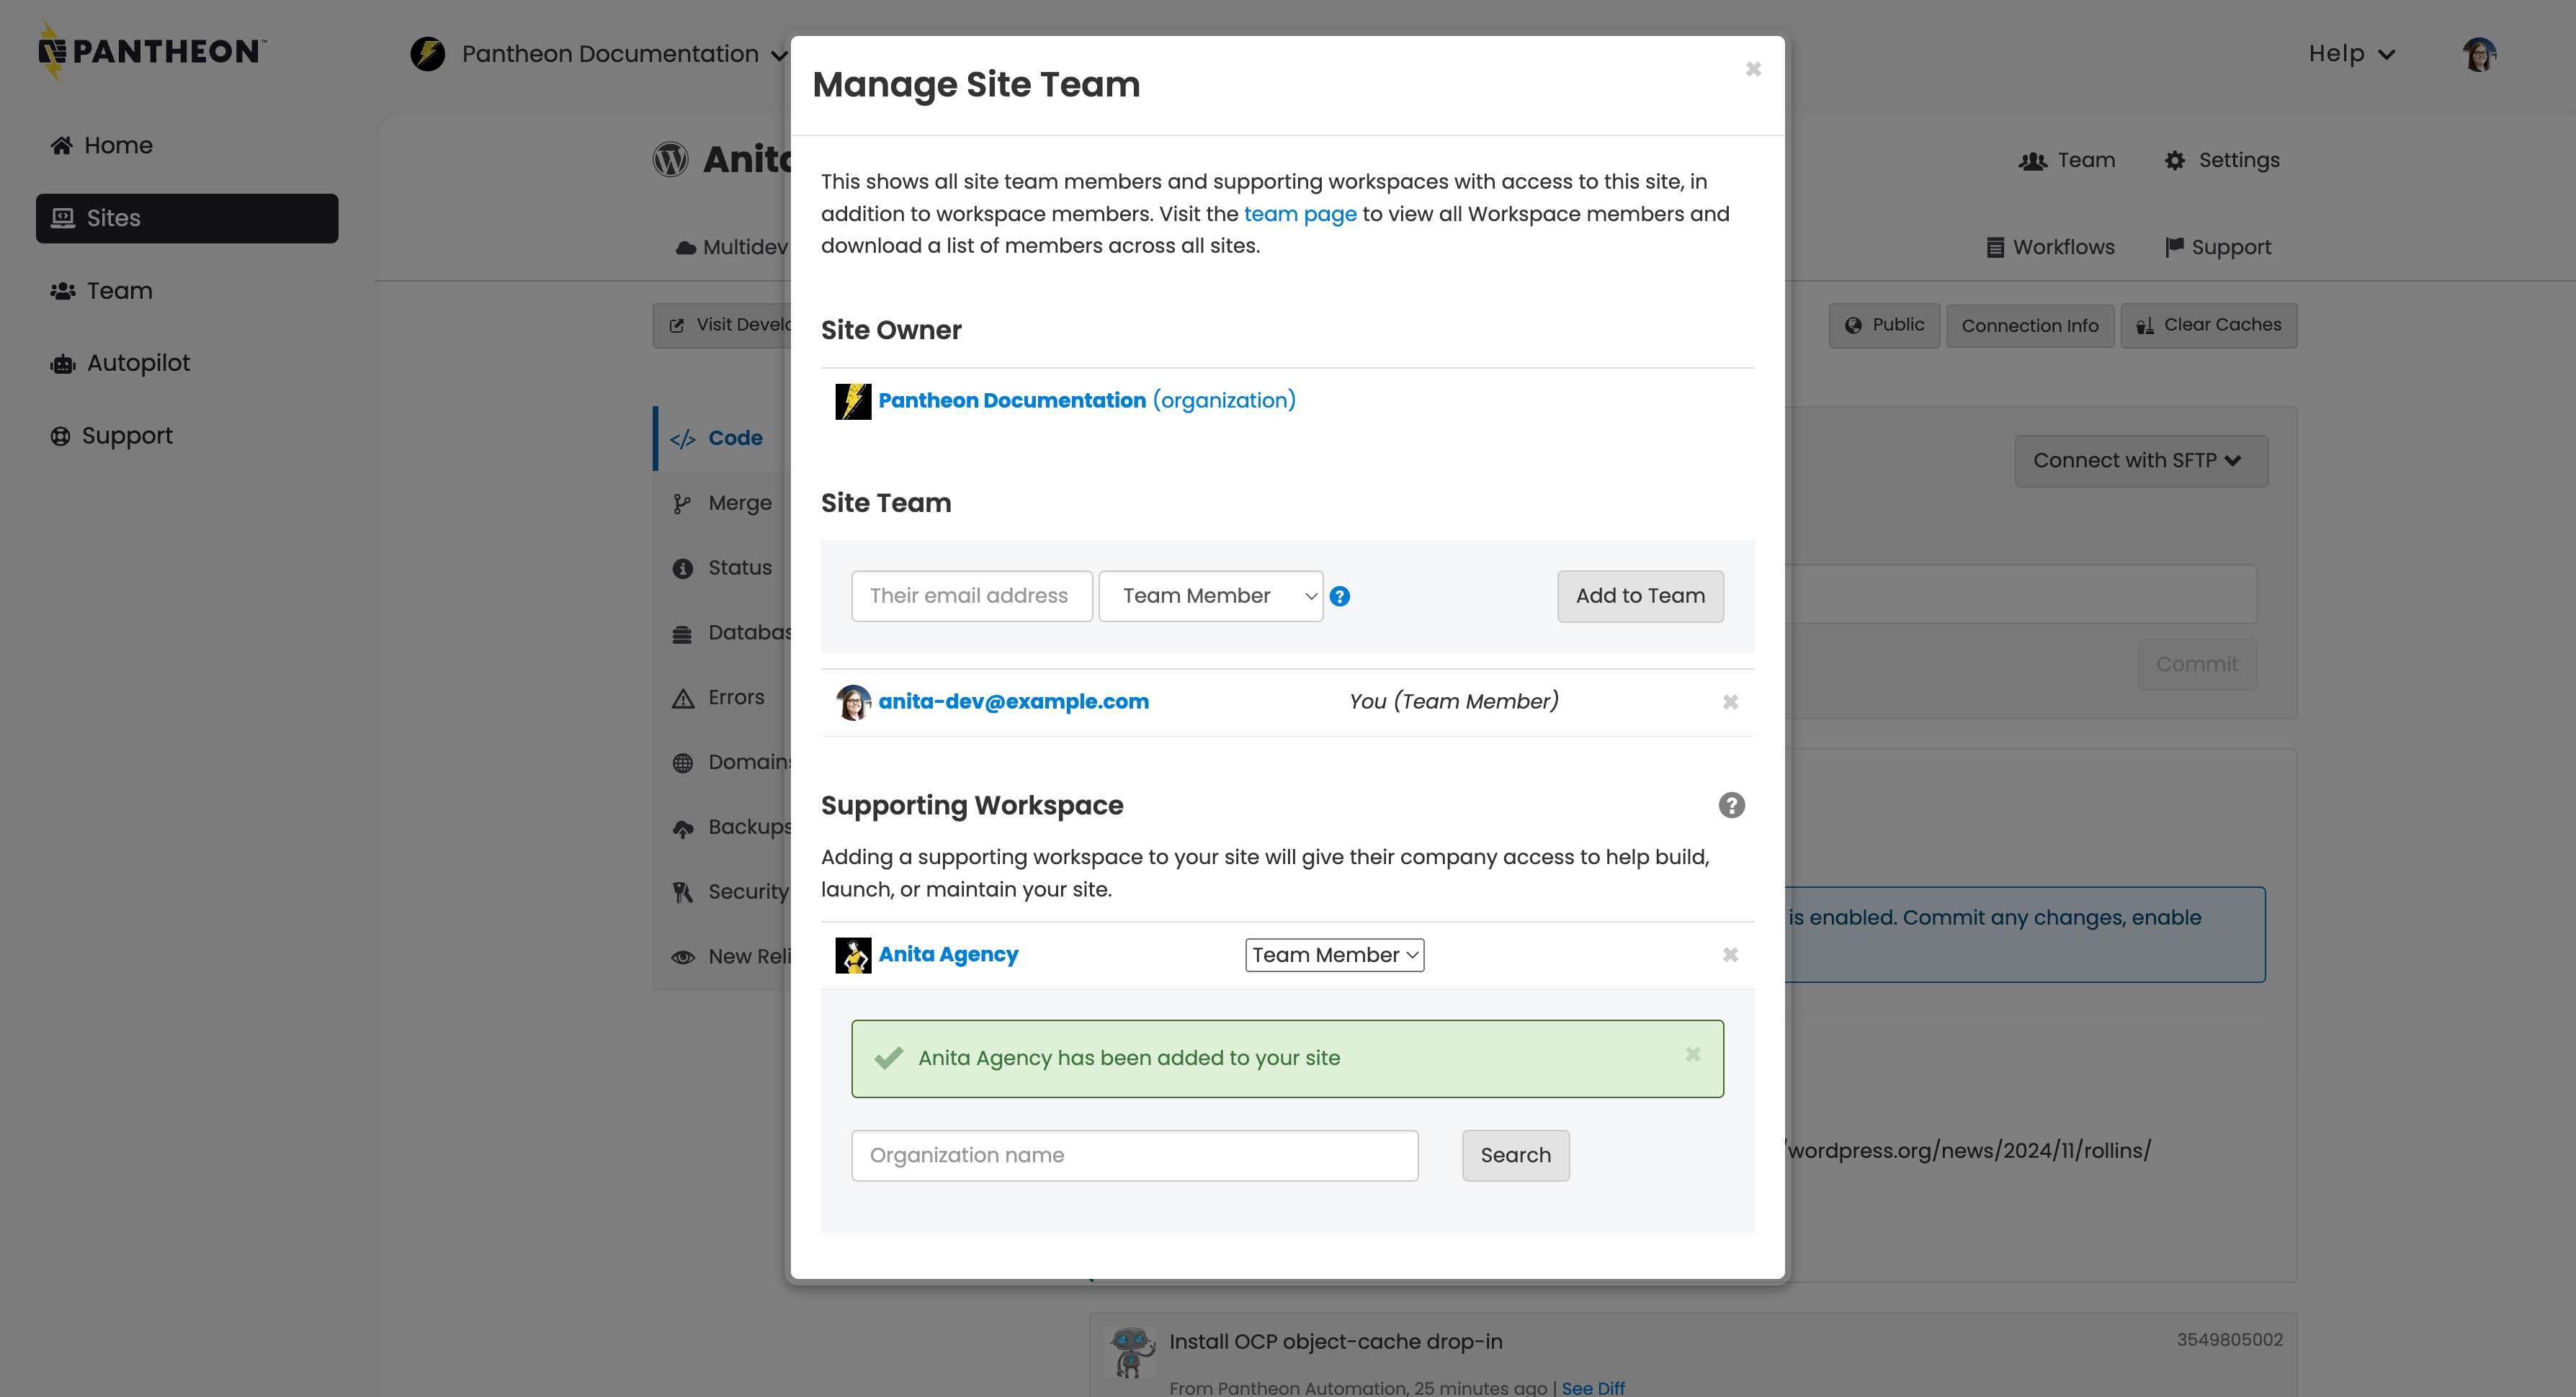 PANTHEON™
Pantheon Documentation
Help
Home
Sites
Team
Autopilot
Support
Team
Settings
Multidev
Workflows
Support
Public
Connection Info
Clear Caches
Visit
Code
Merge
Status
Errors
Backups
Security
New
Connect with SFTP
Commit
is enabled. Commit any changes, enable
wordpress.org/news/2024/11/rollins/
Install OCP object-cache drop-in
3549805002
From Pantheon Automation, 25 minutes ago | See Diff
Manage Site Team
This shows all site team members and supporting workspaces with access to this site, in
addition to workspace members. Visit the team page to view all Workspace members and
download a list of members across all sites.
Site Owner
Pantheon Documentation (organization)
Site Team
Their email address
Team Member
Add to Team
anita-dev@example.com
You (Team Member)
Supporting Workspace
Adding a supporting workspace to your site will give their company access to help build,
launch, or maintain your site.
Anita Agency
Team Member
Anita Agency has been added to your site
Organization name
Search